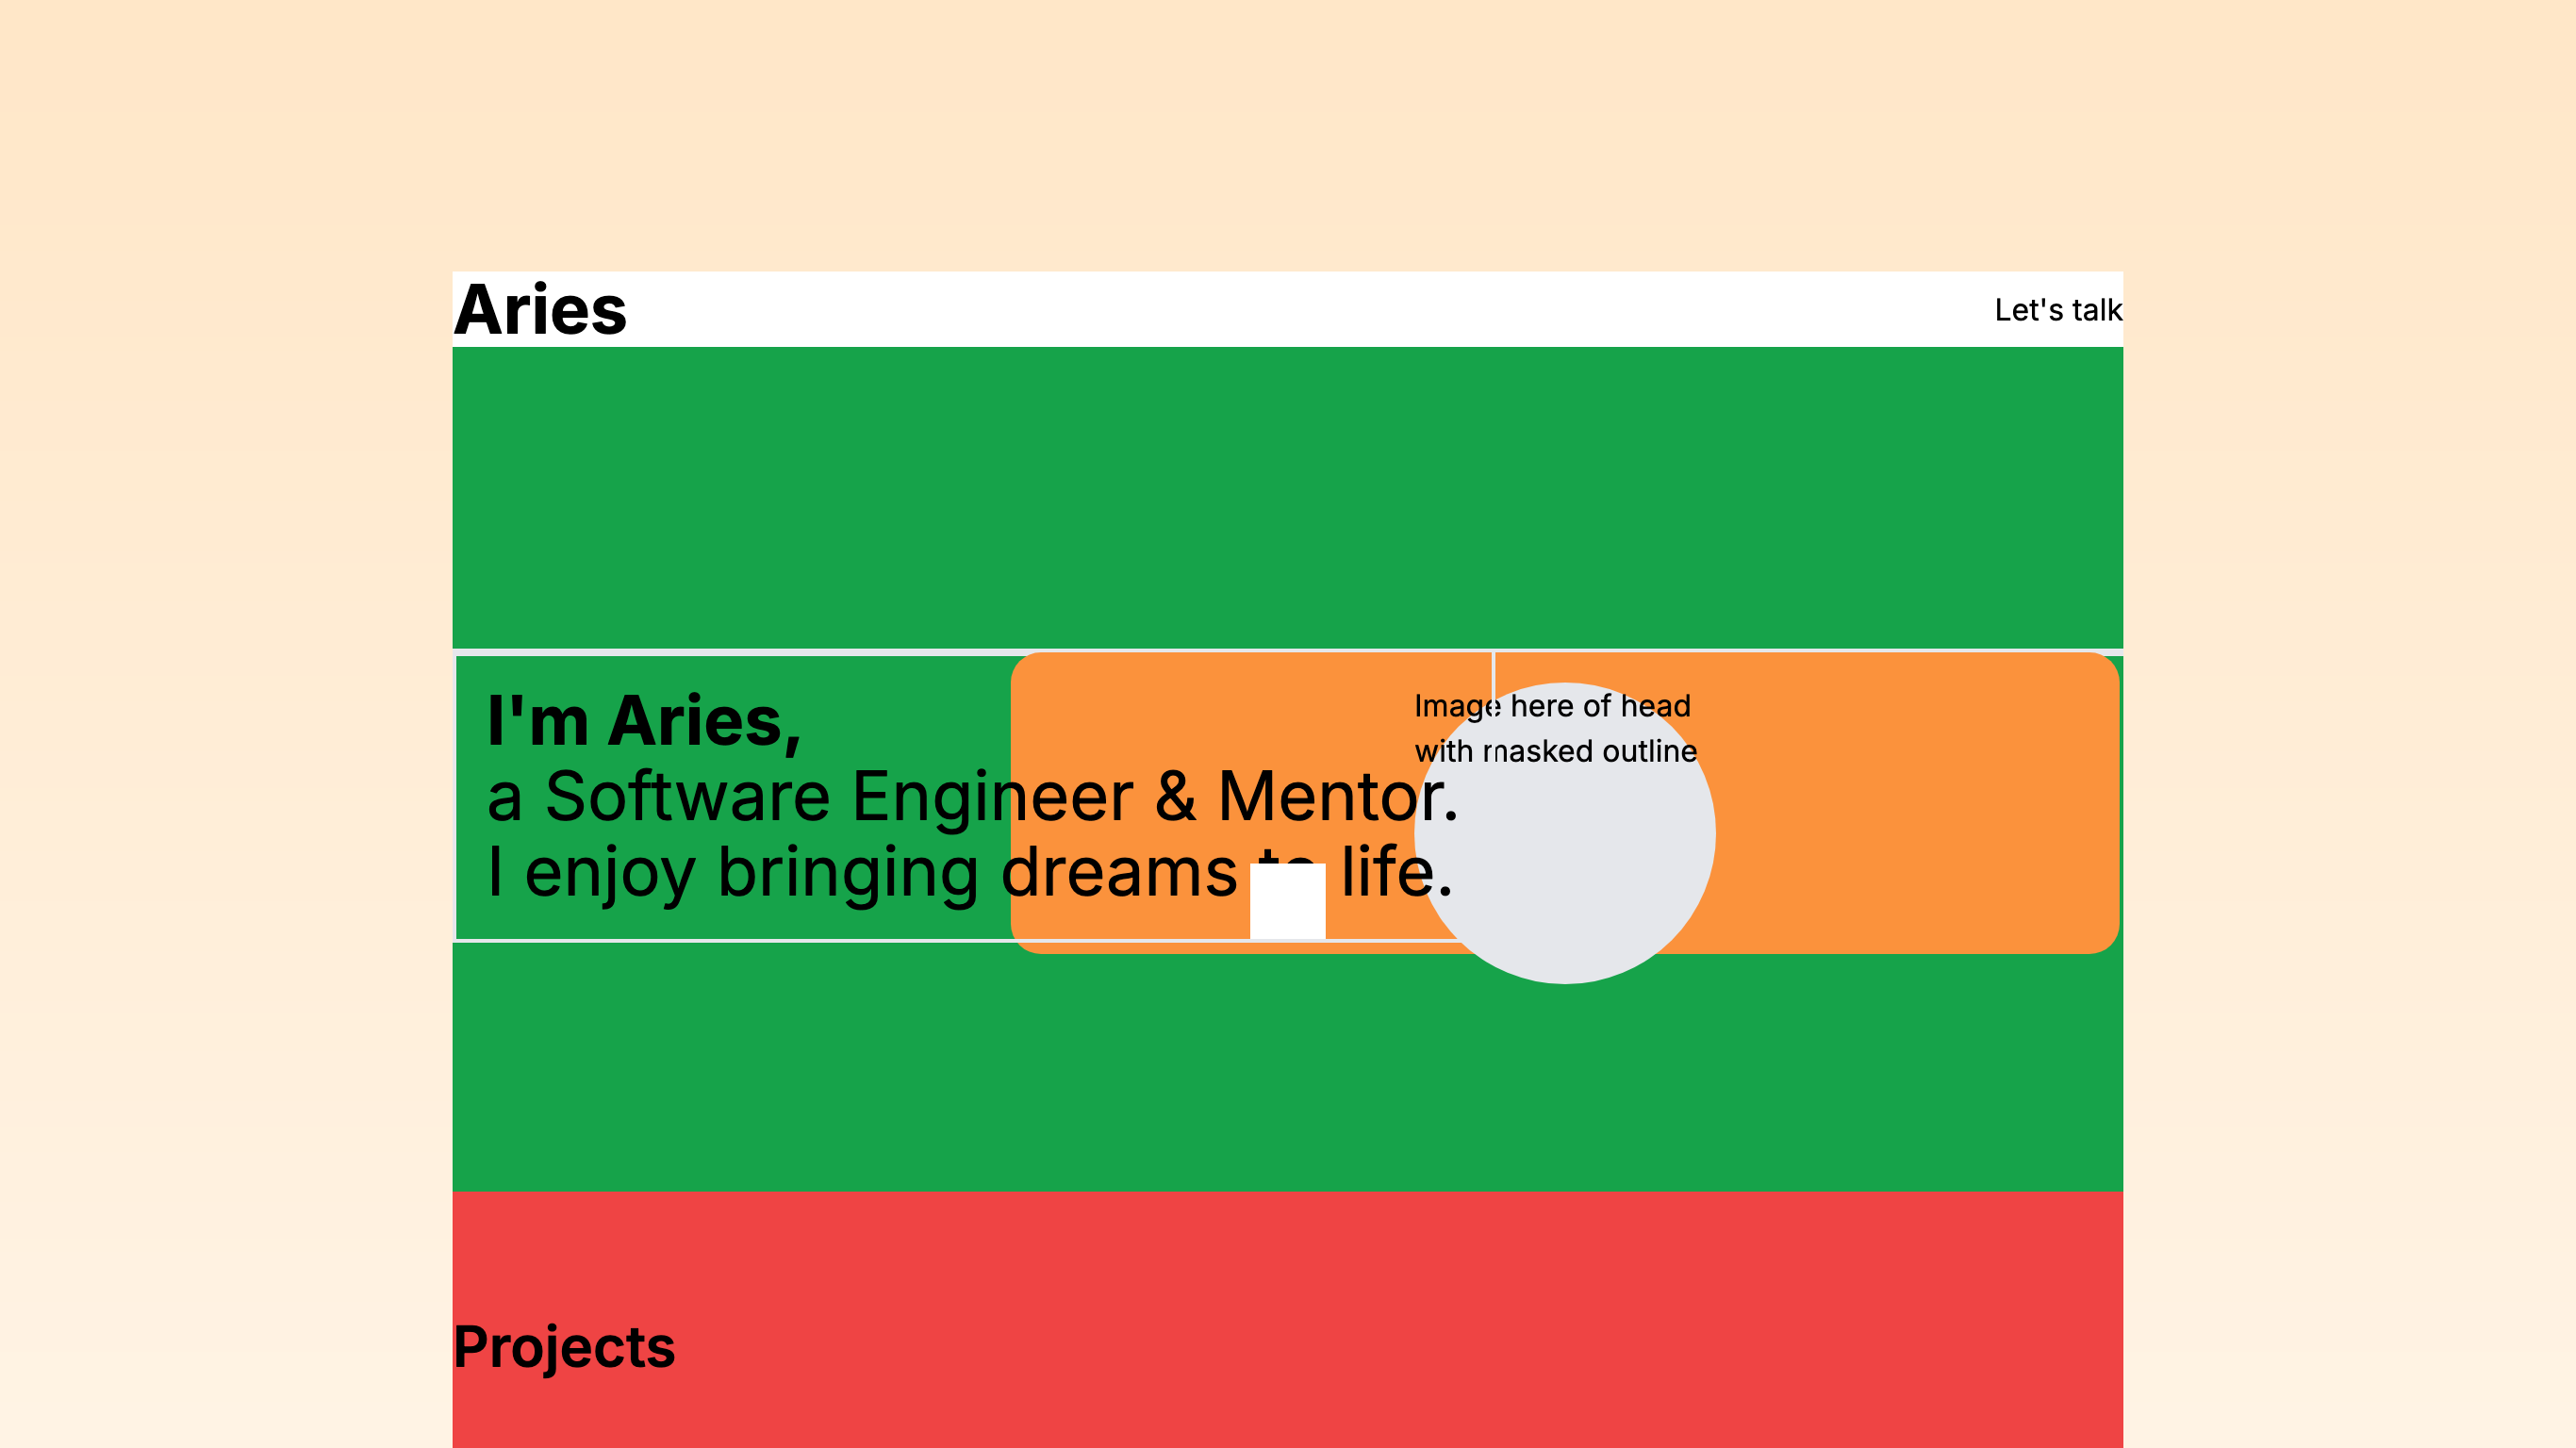 Aries
Let's talk
I'm Aries,
a Software Engineer & Mentor.
I enjoy bringing dreams to life.
Image here of head
with masked outline
Projects